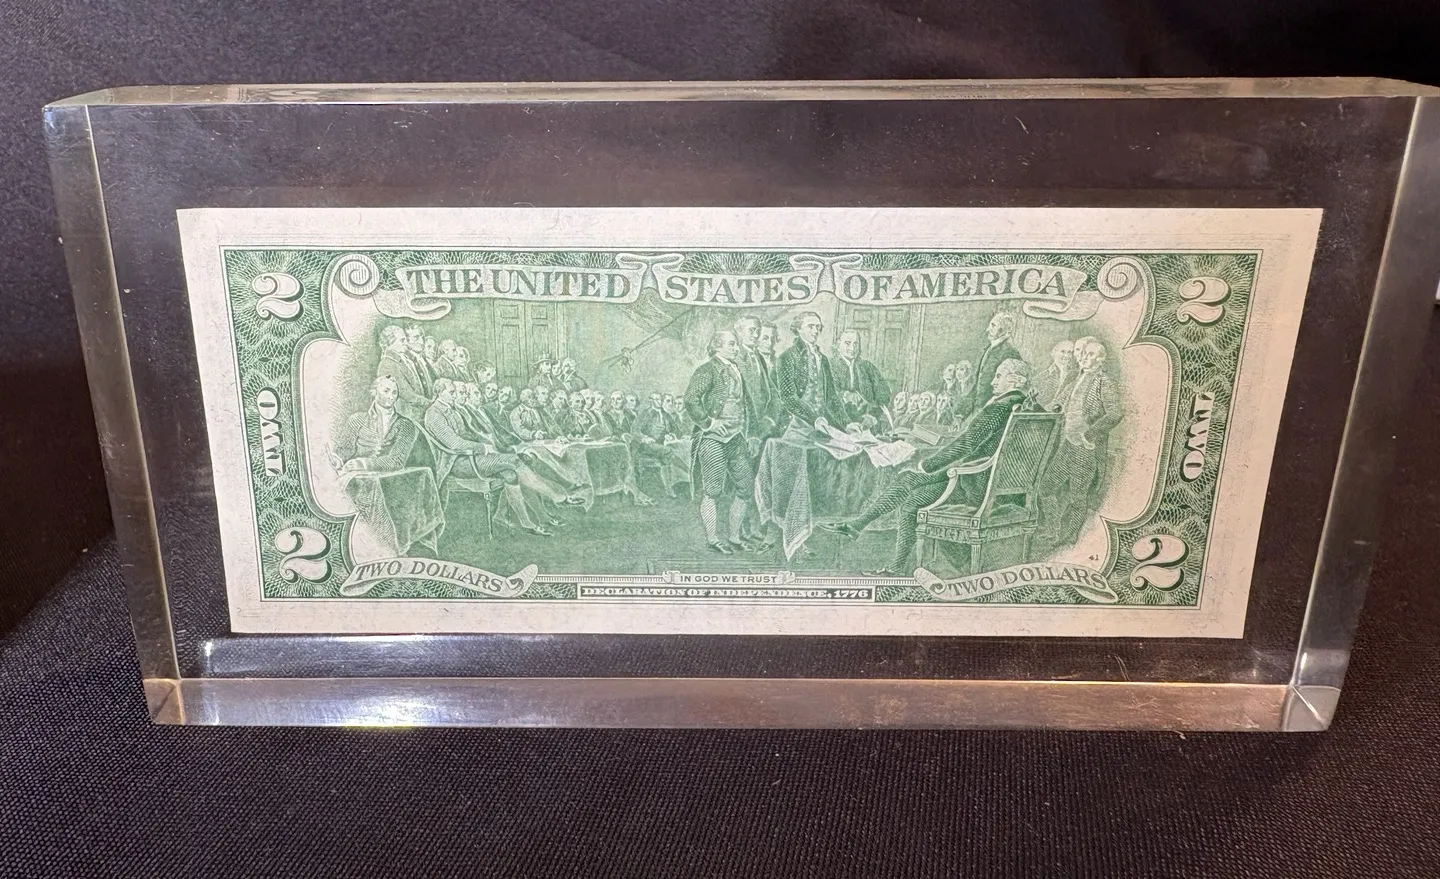 THE UNITED STATES OF AMERICA
2
2
TWO
TWO
41
2
2
TWO DOLLARS
IN GOD WE TRUST
TWO DOLLARS
DECLARATION OF INDEPENDENCE, 1776